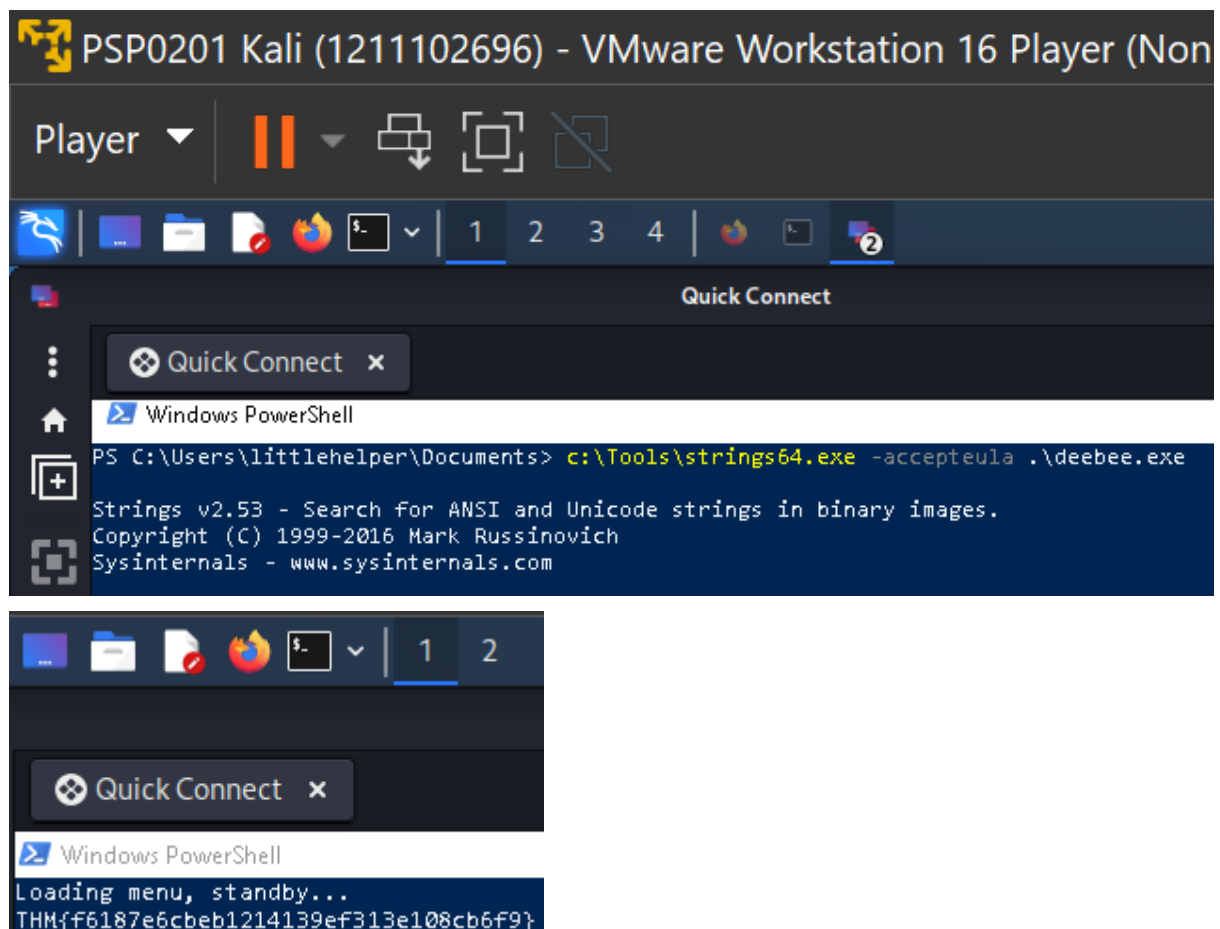 PSP0201 Kali (1211102696) - VMware Workstation 16 Player (Non
Player
1 2 3 4 2
Quick Connect
Quick Connect ×
Windows PowerShell
PS C:\Users\littlehelper\Documents> c:\Tools\strings64.exe -accepteula .\deebee.exe
Strings v2.53 - Search for ANSI and Unicode strings in binary images.
Copyright (C) 1999-2016 Mark Russinovich
Sysinternals - www.sysinternals.com
1 2
Quick Connect ×
Windows PowerShell
Loading menu, standby...
THM{f6187e6cbeb1214139ef313e108cb6f9}